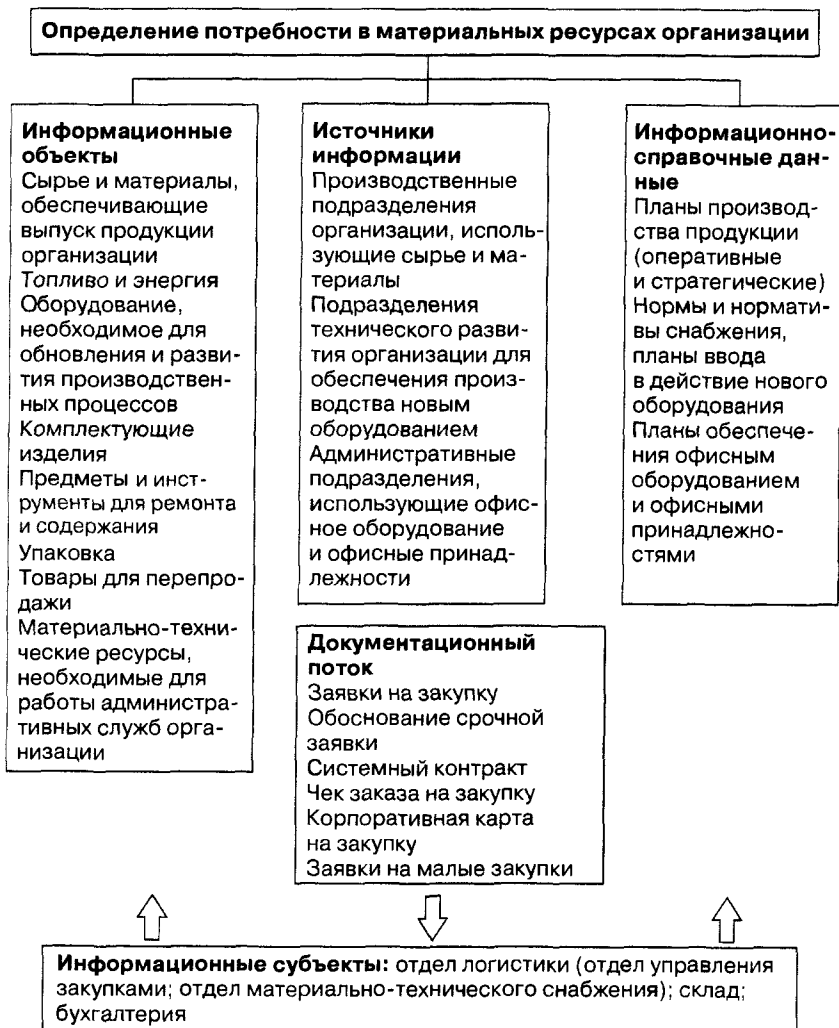 Определение потребности в материальных ресурсах организации
Информационные
объекты
Сырье и материалы,
обеспечивающие
выпуск продукции
организации
Топливо и энергия
Оборудование,
необходимое для
обновления и разви-
тия производствен-
ных процессов
Комплектующие
изделия
Предметы и инст-
рументы для ремонта
и содержания
Упаковка
Товары для перепро-
дажи
Материально-техни-
ческие ресурсы,
необходимые для
работы администра-
тивных служб орга-
низации
Источники
информации
Производственные
подразделения
организации, исполь-
зующие сырье и ма-
териалы
Подразделения
технического разви-
тия организации для
обеспечения произ-
водства новым
оборудованием
Административные
подразделения,
использующие офис-
ное оборудование
и офисные принад-
лежности
Информационно-
справочные дан-
ные
Планы производ-
ства продукции
(оперативные
и стратегические)
Нормы и нормати-
вы снабжения,
планы ввода
в действие нового
оборудования
Планы обеспече-
ния офисным
оборудованием
и офисными
принадлежно-
стями
Документационный
поток
Заявки на закупку
Обоснование срочной
заявки
Системный контракт
Чек заказа на закупку
Корпоративная карта
на закупку
Заявки на малые закупки
Информационные субъекты: отдел логистики (отдел управления
закупками; отдел материально-технического снабжения); склад;
бухгалтерия